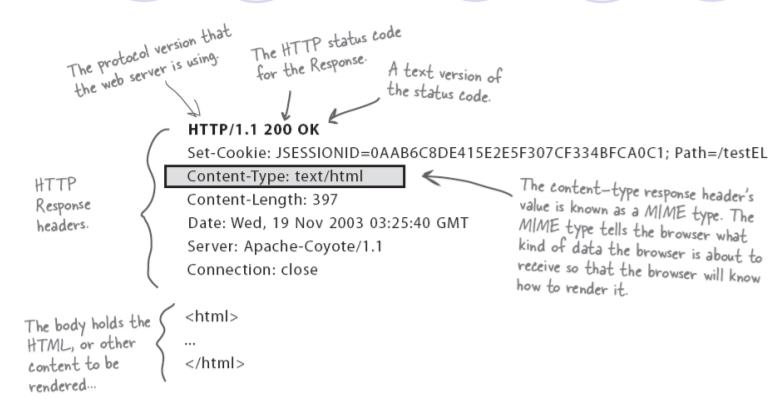 The protocol version that
the web server is using.
The HTTP status code
for the Response.
A text version of
the status code.
HTTP/1.1 200 OK
Set-Cookie: JSESSIONID=0AAB6C8DE415E2E5F307CF334BFCA0C1; Path=/testEL
Content-Type: text/html
Content-Length: 397
Date: Wed, 19 Nov 2003 03:25:40 GMT
Server: Apache-Coyote/1.1
Connection: close
HTTP
Response
headers.
The content-type response header's
value is known as a MIME type. The
MIME type tells the browser what
kind of data the browser is about to
receive so that the browser will know
how to render it.
The body holds the
HTML, or other
content to be
rendered...
<html>
...
</html>